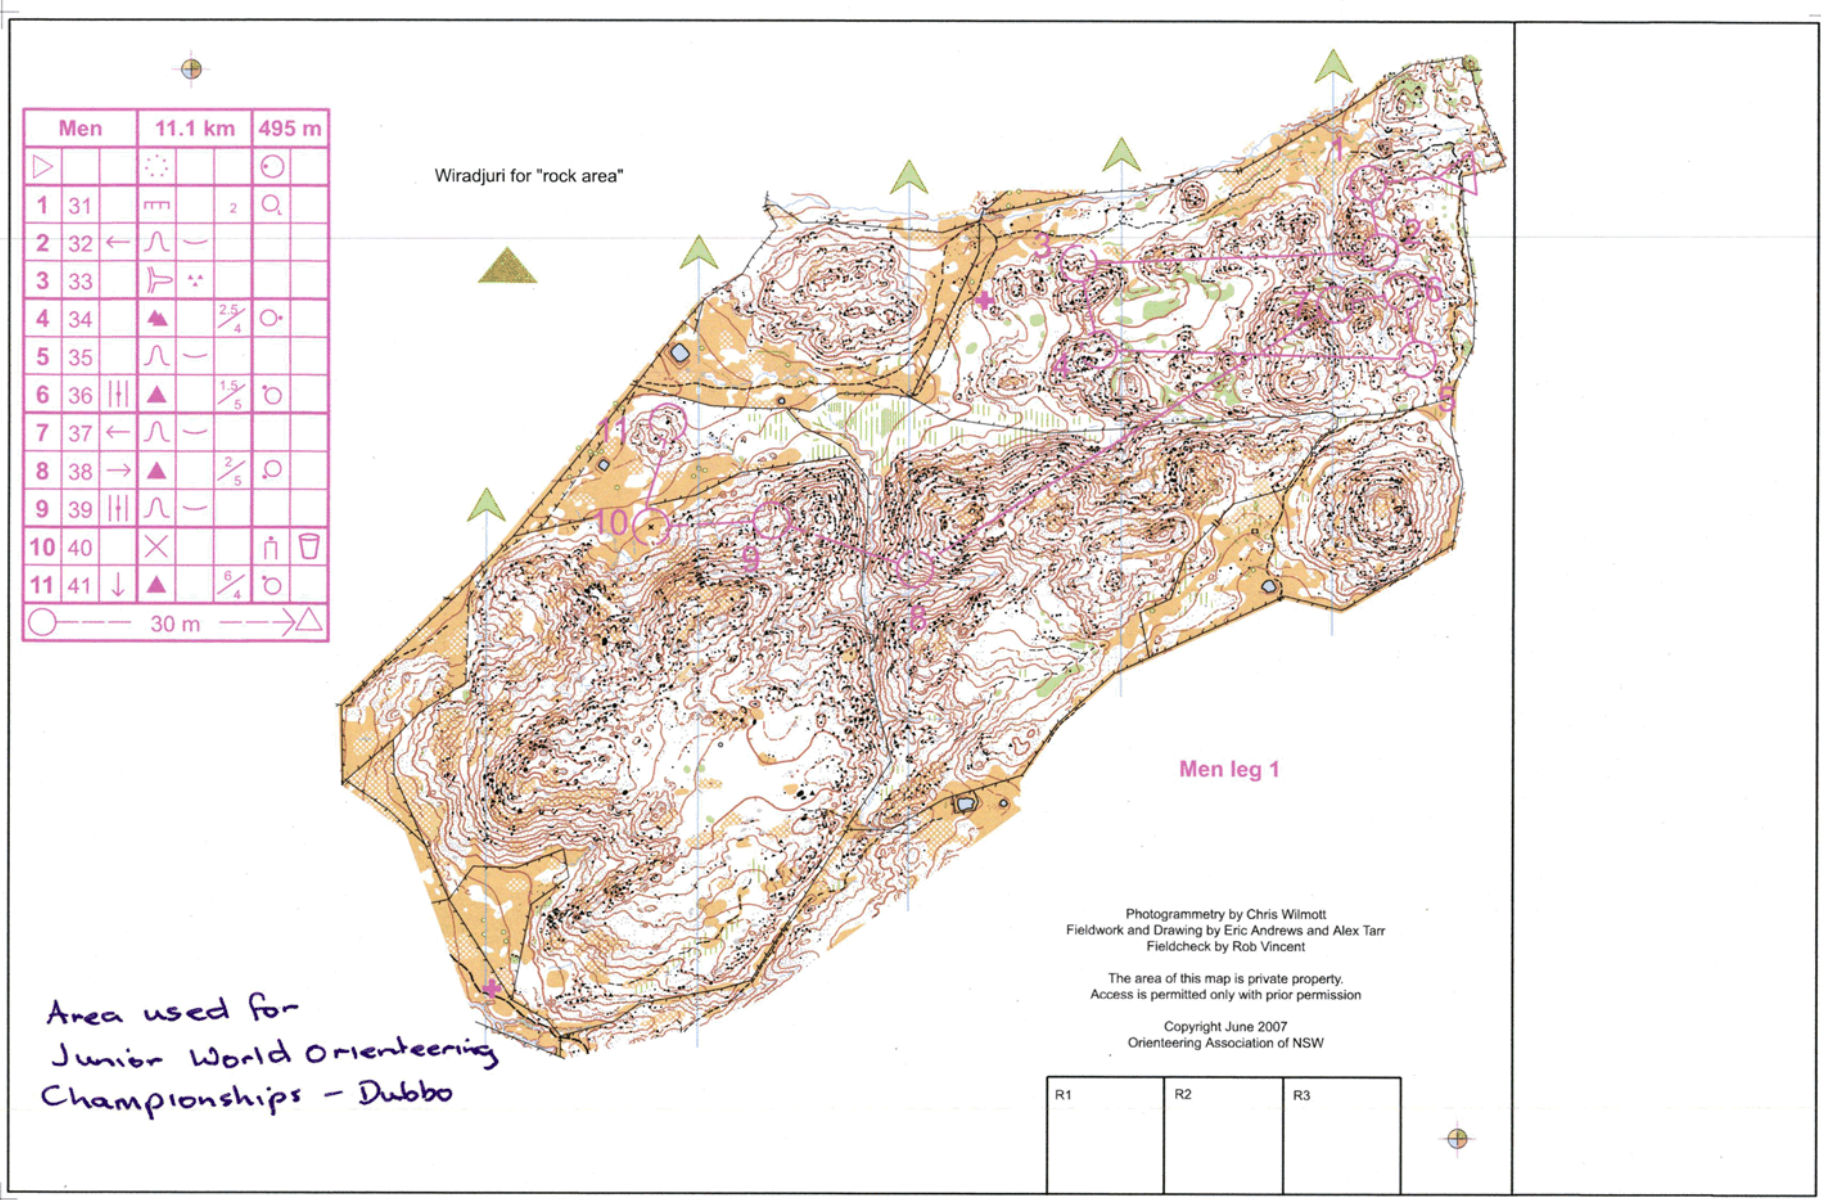 Men 11.1 km 495 m
1 31 2
2 32
3 33
4 34 2.5/4
5 35
6 36 1.5/5
7 37
8 38 2/5
9 39
10 40
11 41 6/4
30 m
Wiradjuri for "rock area"
1
2
3
4
5
6
7
8
9
10
11
Men leg 1
Photogrammetry by Chris Wilmott
Fieldwork and Drawing by Eric Andrews and Alex Tarr
Fieldcheck by Rob Vincent
The area of this map is private property.
Access is permitted only with prior permission
Copyright June 2007
Orienteering Association of NSW
Area used for
Junior World Orienteering
Championships - Dubbo
R1 R2 R3